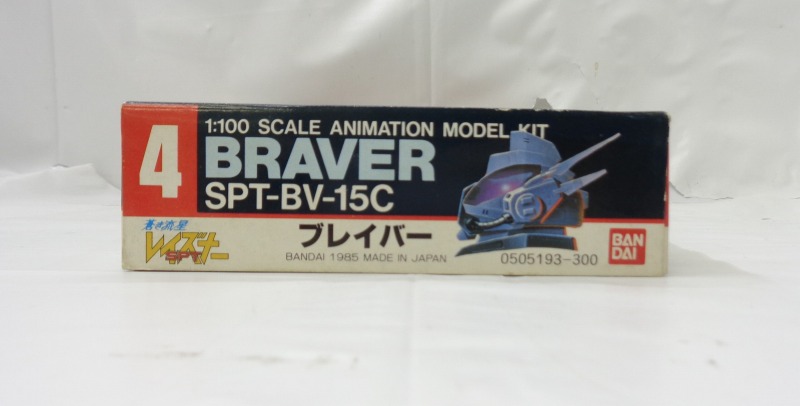 4
1:100 SCALE ANIMATION MODEL KIT
BRAVER
SPT-BV-15C
蒼き流星
レイズナー
SPT
ブレイバー
BANDAI 1985 MADE IN JAPAN
0505193-300
BAN
DAI